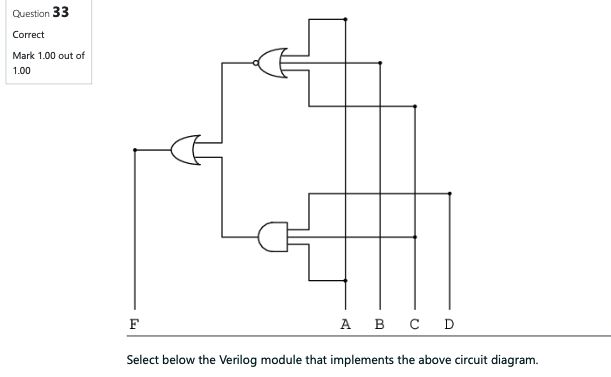 Question 33
Correct
Mark 1.00 out of
1.00
F A B C D
Select below the Verilog module that implements the above circuit diagram.